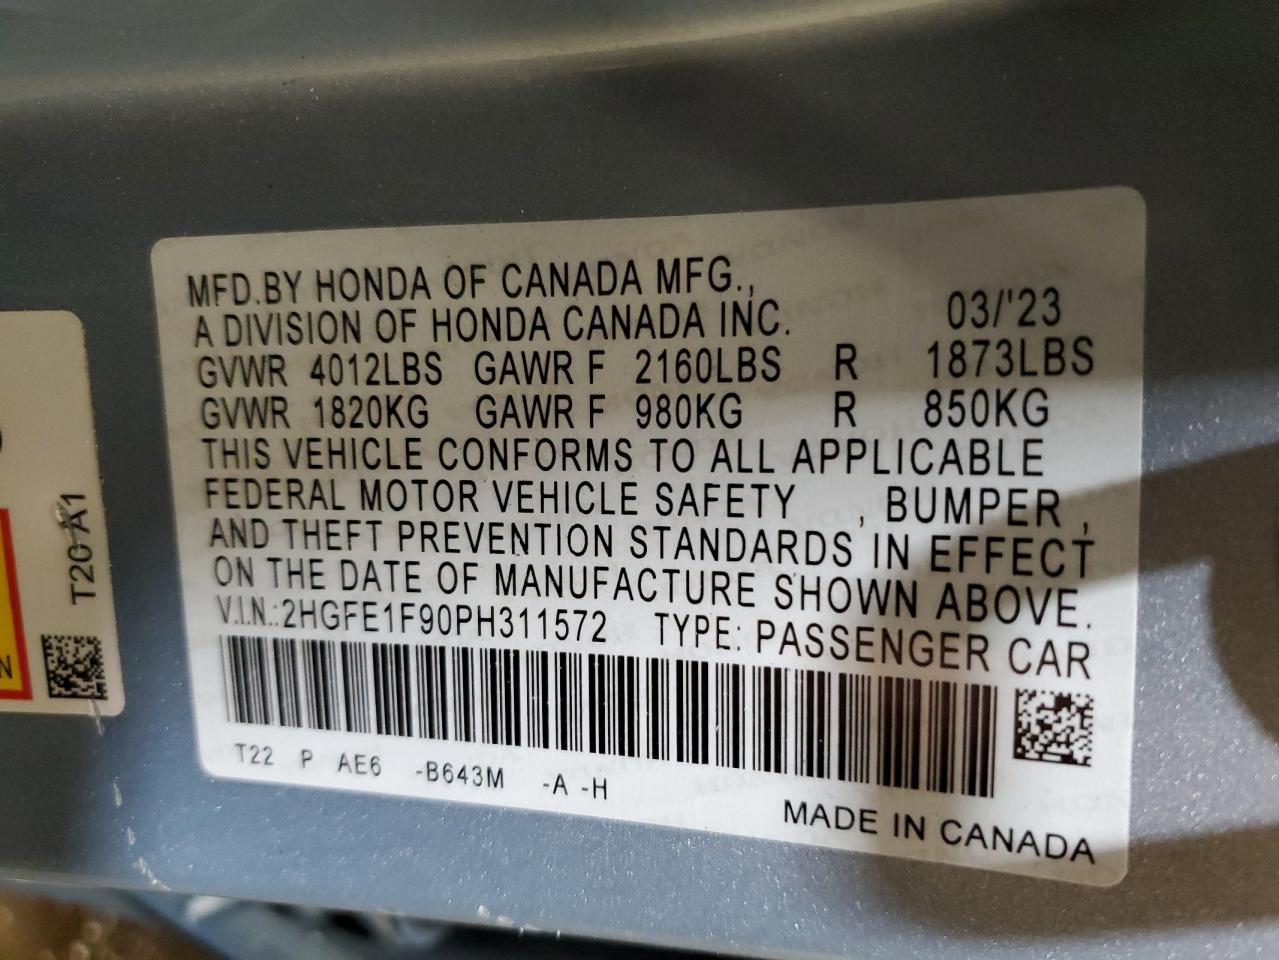 MFD.BY HONDA OF CANADA MFG.,
A DIVISION OF HONDA CANADA INC. 03/'23
GVWR 4012LBS GAWR F 2160LBS R 1873LBS
GVWR 1820KG GAWR F 980KG R 850KG
THIS VEHICLE CONFORMS TO ALL APPLICABLE
FEDERAL MOTOR VEHICLE SAFETY , BUMPER ,
AND THEFT PREVENTION STANDARDS IN EFFECT
ON THE DATE OF MANUFACTURE SHOWN ABOVE.
V.I.N.:2HGFE1F90PH311572 TYPE: PASSENGER CAR
T22 P AE6 -B643M -A -H
MADE IN CANADA
T20 A1
N